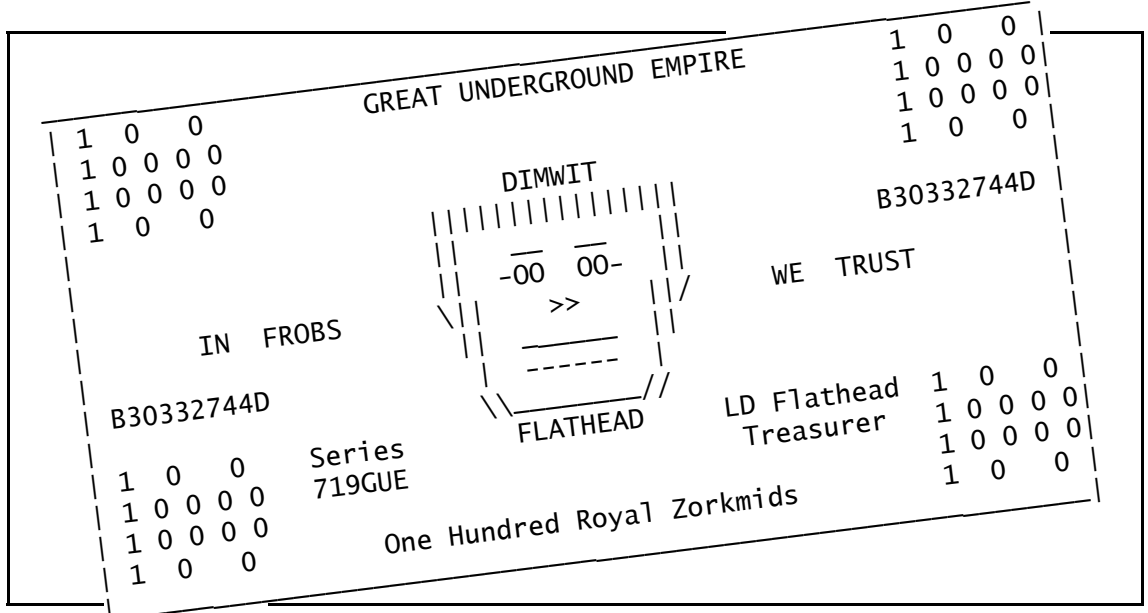 GREAT UNDERGROUND EMPIRE
1 0 0
1 0 0 0 0
1 0 0 0 0
1 0 0
1 0 0
1 0 0 0 0
1 0 0 0 0
1 0 0
DIMWIT
B30332744D
-OO OO-
>>
IN FROBS
WE TRUST
B30332744D
FLATHEAD
LD Flathead
Treasurer
1 0 0
1 0 0 0 0
1 0 0 0 0
1 0 0
Series
719GUE
1 0 0
1 0 0 0 0
1 0 0 0 0
1 0 0
One Hundred Royal Zorkmids